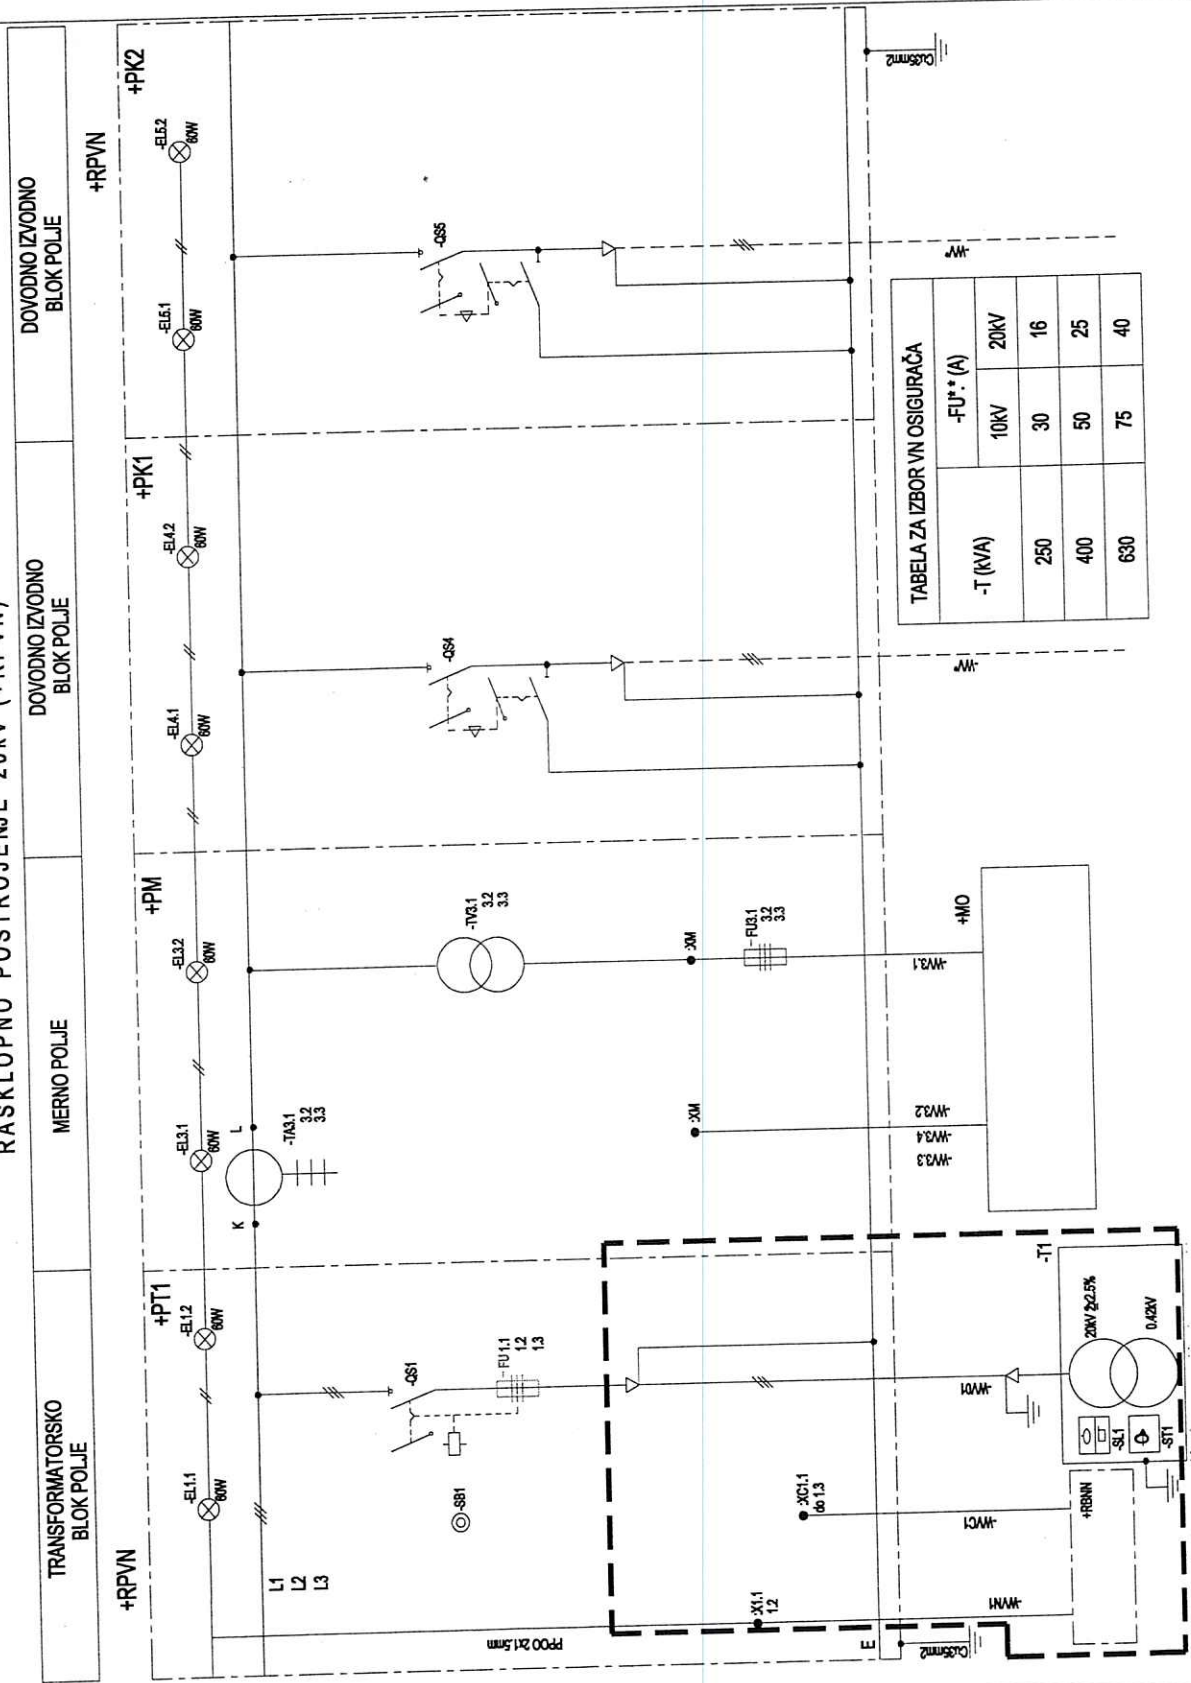 RASKLOPNO POSTROJENJE 20kV (+RPVN)
TRANSFORMATORSKO
BLOK POLJE
MERNO POLJE
DOVODNO IZVODNO
BLOK POLJE
DOVODNO IZVODNO
BLOK POLJE
+RPVN
+RPVN
+PT1
+PM
+PK1
+PK2
-EL1.1
60W
-EL1.2
60W
-EL3.1
60W
-EL3.2
60W
-EL4.1
60W
-EL4.2
60W
-EL5.1
60W
-EL5.2
60W
L1
L2
L3
K
L
-TA3.1
3.2
3.3
-TV3.1
3.2
3.3
-QS1
-QS4
-QS5
-SB1
-FU1.1
1.2
1.3
:XM
:XM
-FU3.1
3.2
3.3
PP00 2x1,5mm
:X1.1
1.2
:XC1.1
do 1.3
E
Cu35mm2
Cu35mm2
-WVN1
-WVC1
-WV01
-WV3.3
-WV3.4
-WV3.2
-WV3.1
-WV*
-WV*
+MO
+RBNN
-T1
20kV 2x2.5%
0.42kV
-SL1
-ST1
TABELA ZA IZBOR VN OSIGURAČA
-T (kVA)
-FU*.* (A)
10kV 20kV
250 30 16
400 50 25
630 75 40